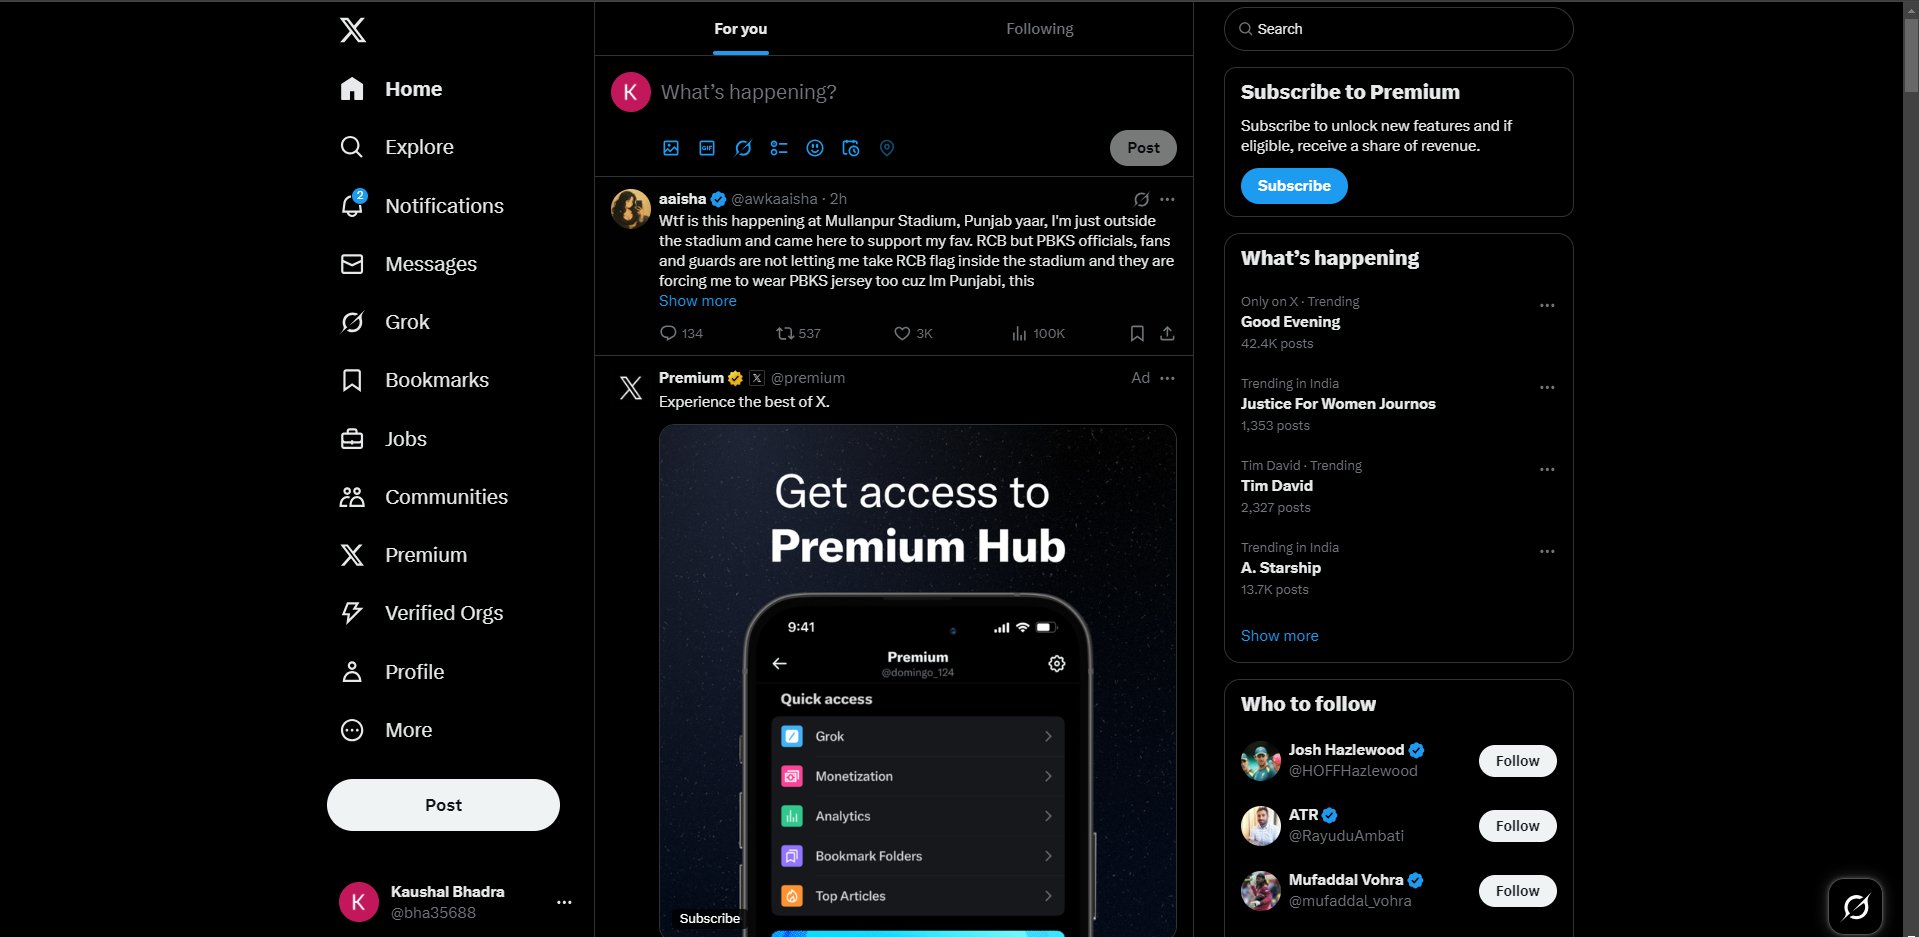 Home
Explore
2
Notifications
Messages
Grok
Bookmarks
Jobs
Communities
Premium
Verified Orgs
Profile
More
Post
K
Kaushal Bhadra
@bha35688
For you
Following
K
What's happening?
GIF
Post
aaisha @awkaaisha · 2h
Wtf is this happening at Mullanpur Stadium, Punjab yaar, I'm just outside
the stadium and came here to support my fav. RCB but PBKS officials, fans
and guards are not letting me take RCB flag inside the stadium and they are
forcing me to wear PBKS jersey too cuz Im Punjabi, this
Show more
134 537 3K 100K
Premium @premium Ad
Experience the best of X.
Get access to
Premium Hub
9:41
Premium
@domingo_124
Quick access
Grok
Monetization
Analytics
Bookmark Folders
Top Articles
Subscribe
Search
Subscribe to Premium
Subscribe to unlock new features and if
eligible, receive a share of revenue.
Subscribe
What's happening
Only on X · Trending
Good Evening
42.4K posts
Trending in India
Justice For Women Journos
1,353 posts
Tim David · Trending
Tim David
2,327 posts
Trending in India
A. Starship
13.7K posts
Show more
Who to follow
Josh Hazlewood
@HOFFHazlewood
Follow
ATR
@RayuduAmbati
Follow
Mufaddal Vohra
@mufaddal_vohra
Follow